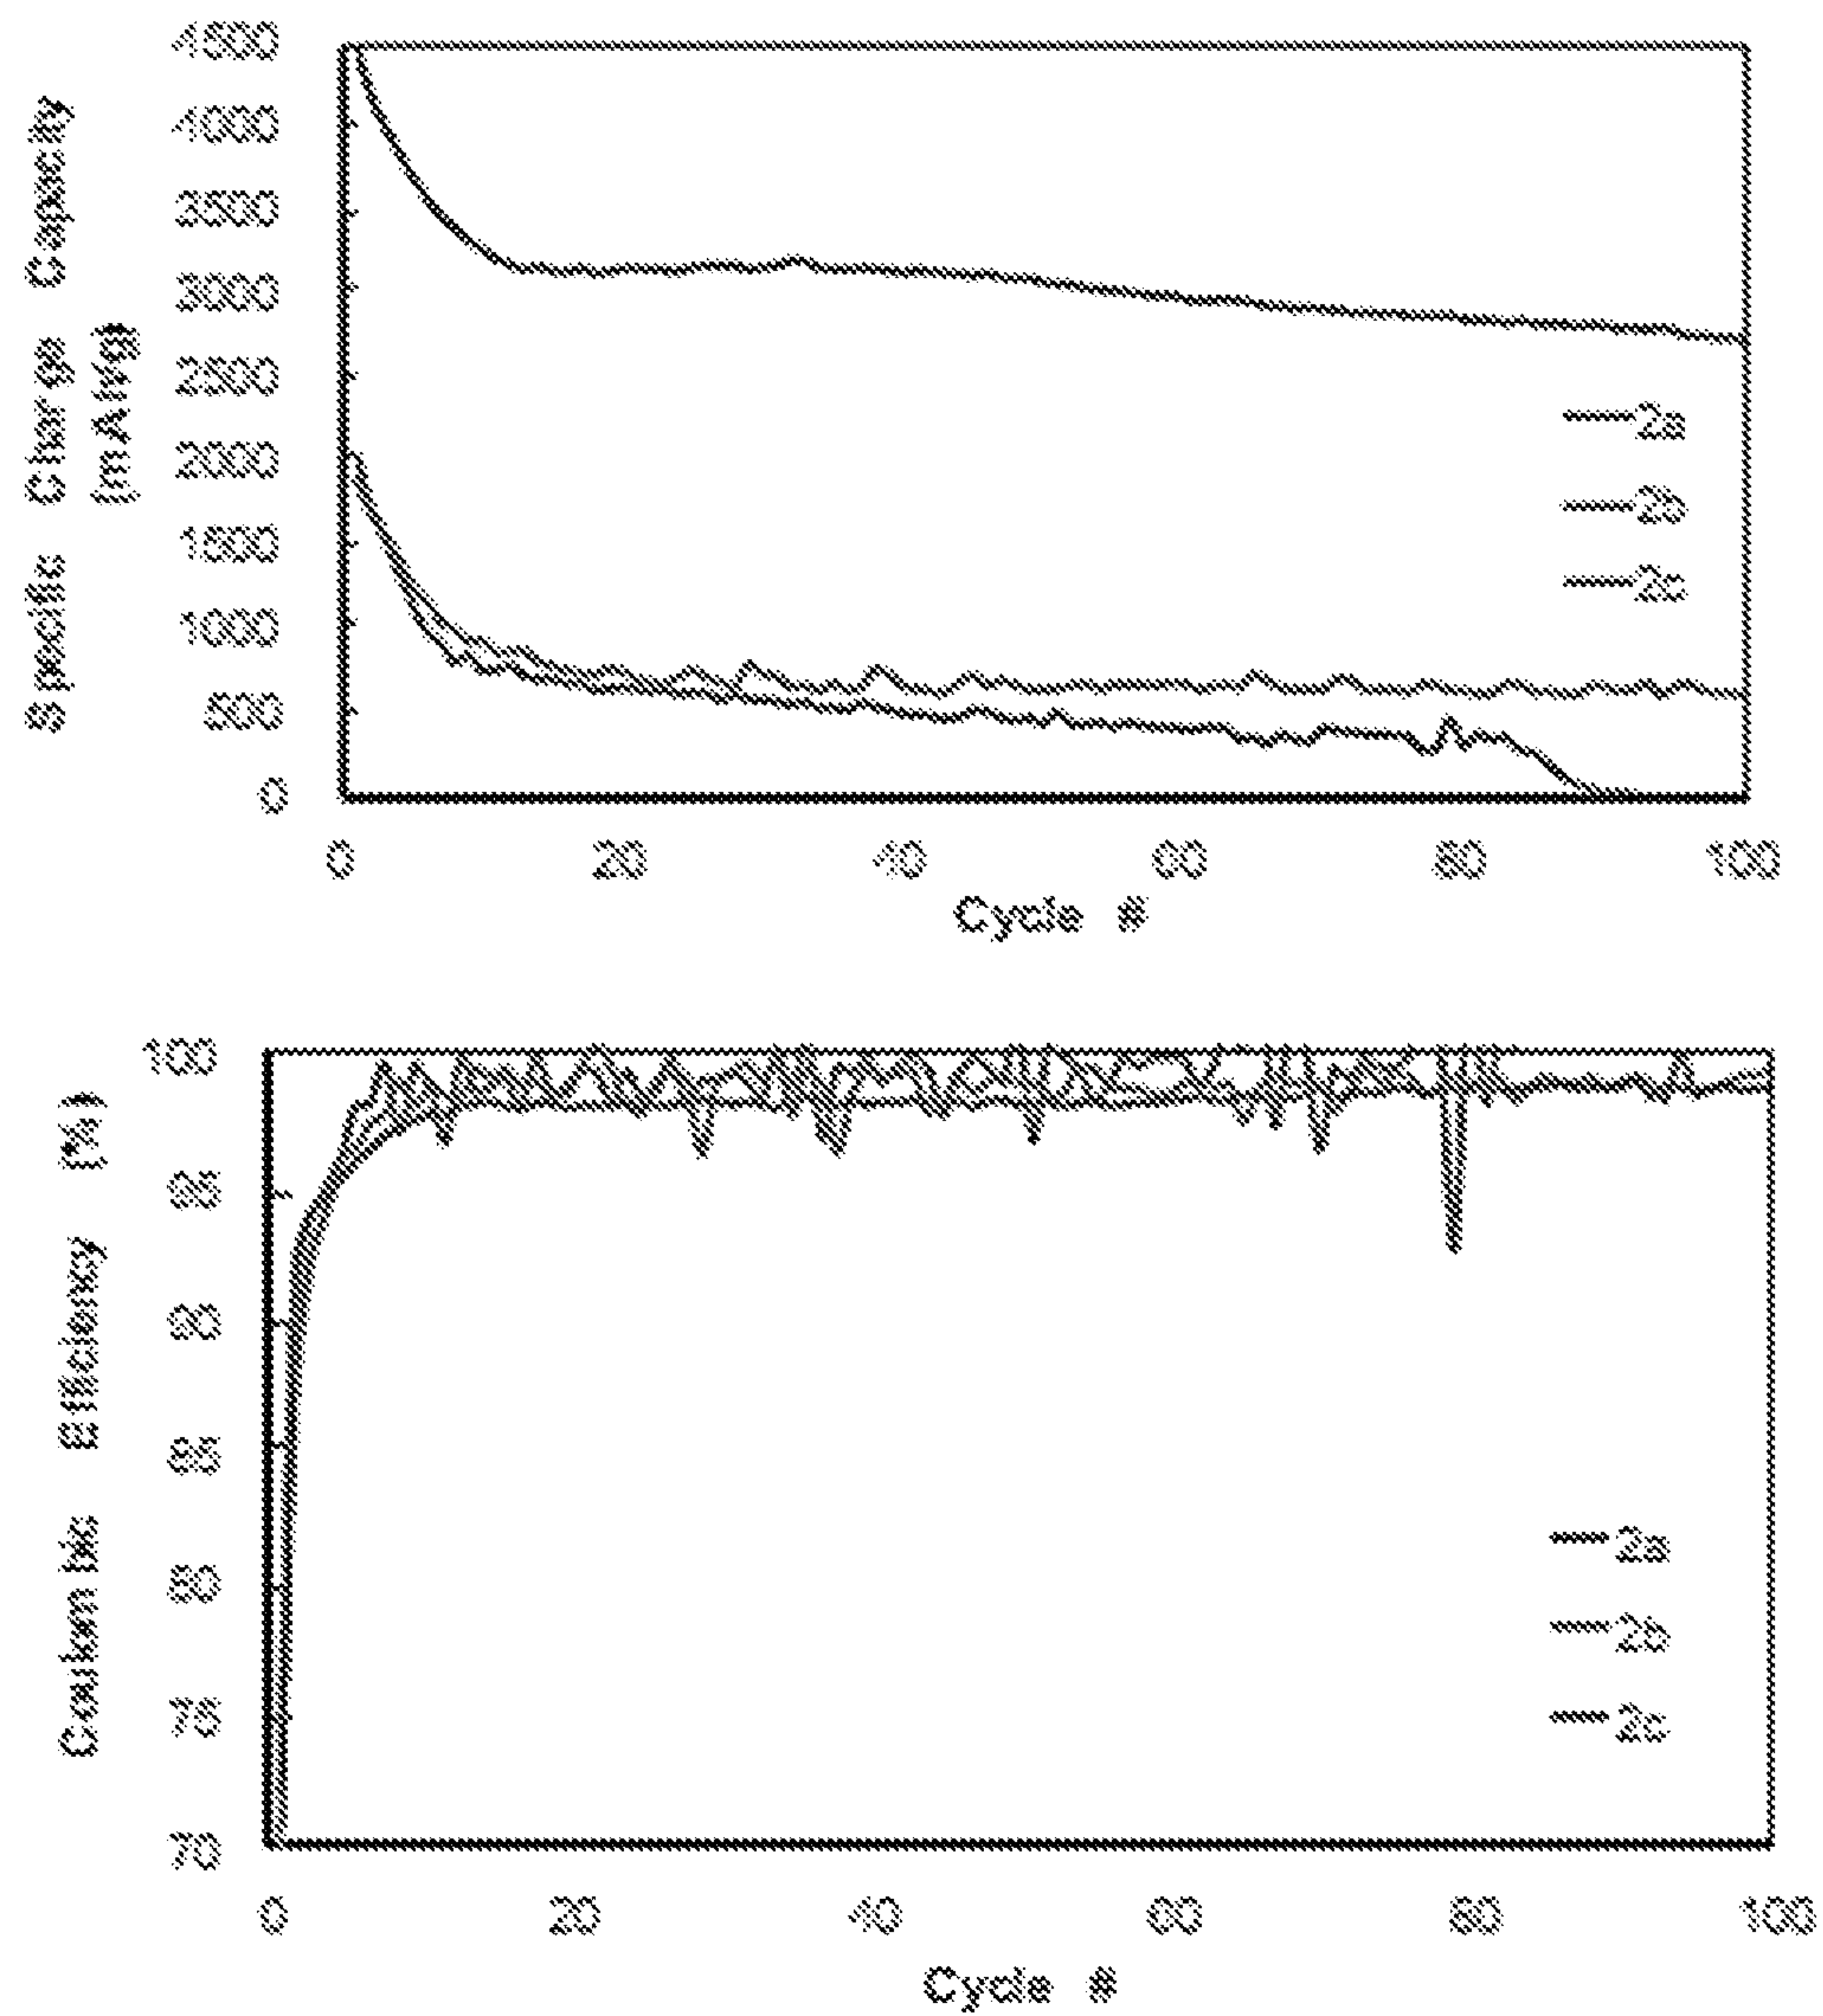 Specific Charge Capacity
(mAh/g)
4500
4000
3500
3000
2500
2000
1500
1000
500
0
2a
2b
2c
0 20 40 60 80 100
Cycle #
Coulombic Efficiency (%)
100
95
90
85
80
75
70
2a
2b
2c
0 20 40 60 80 100
Cycle #